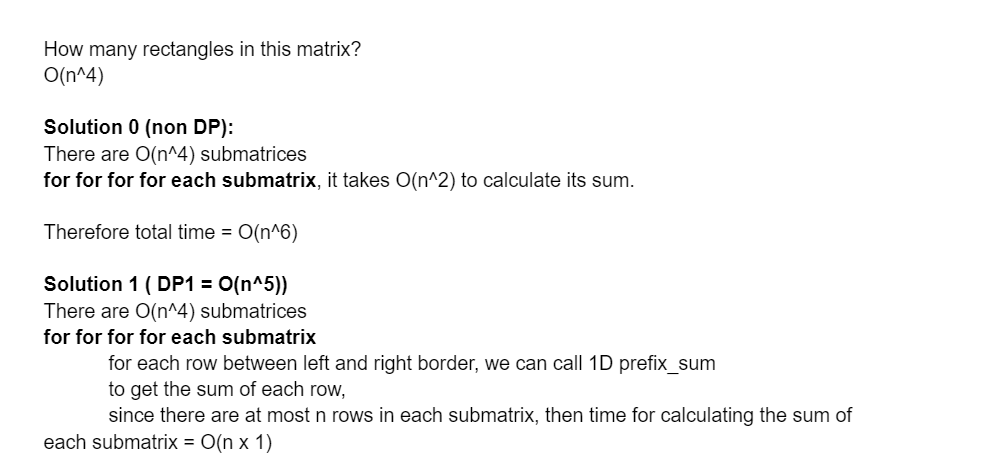 How many rectangles in this matrix?
O(n^4)
Solution 0 (non DP):
There are O(n^4) submatrices
for for for for each submatrix, it takes O(n^2) to calculate its sum.
Therefore total time = O(n^6)
Solution 1 ( DP1 = O(n^5))
There are O(n^4) submatrices
for for for for each submatrix
for each row between left and right border, we can call 1D prefix_sum
to get the sum of each row,
since there are at most n rows in each submatrix, then time for calculating the sum of
each submatrix = O(n x 1)